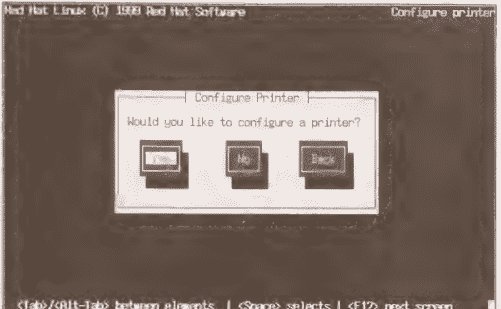 Red Hat Linux (C) 1999 Red Hat Software Configure printer
Configure Printer
Would you like to configure a printer?
Yes No Back
<Tab>/<Alt-Tab> between elements | <Space> selects | <F12> next screen